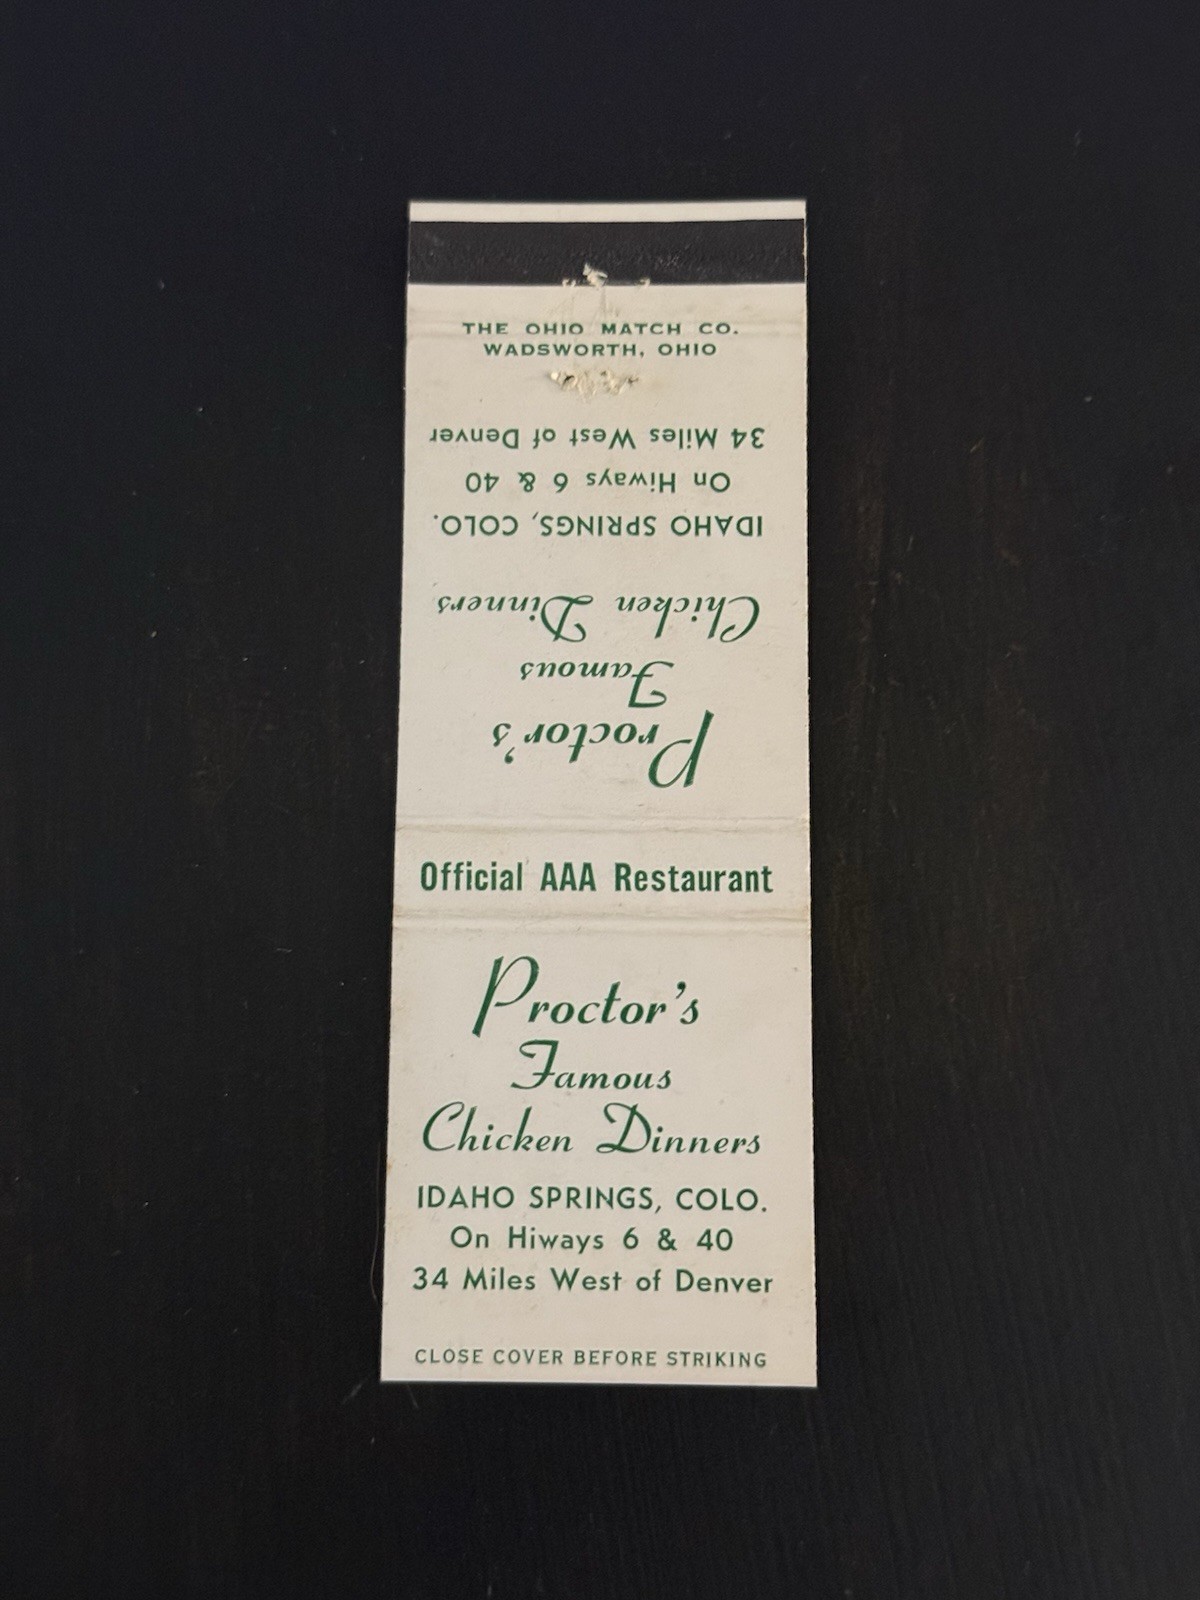 THE OHIO MATCH CO.
WADSWORTH, OHIO
Proctor's
Famous
Chicken Dinners
IDAHO SPRINGS, COLO.
On Hiways 6 & 40
34 Miles West of Denver
Official AAA Restaurant
Proctor's
Famous
Chicken Dinners
IDAHO SPRINGS, COLO.
On Hiways 6 & 40
34 Miles West of Denver
CLOSE COVER BEFORE STRIKING